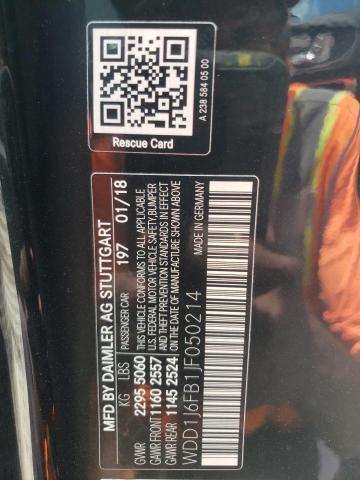 Rescue Card
A 238 584 05 00
MFD BY DAIMLER AG STUTTGART
PASSENGER CAR 197 01/18
KG LBS
GVWR 2295 5060
GAWR FRONT 1160 2557
GAWR REAR 1145 2524
THIS VEHICLE CONFORMS TO ALL APPLICABLE
U.S. FEDERAL MOTOR VEHICLE SAFETY, BUMPER
AND THEFT PREVENTION STANDARDS IN EFFECT
ON THE DATE OF MANUFACTURE SHOWN ABOVE
WDD1J6FB1JF050214
MADE IN GERMANY